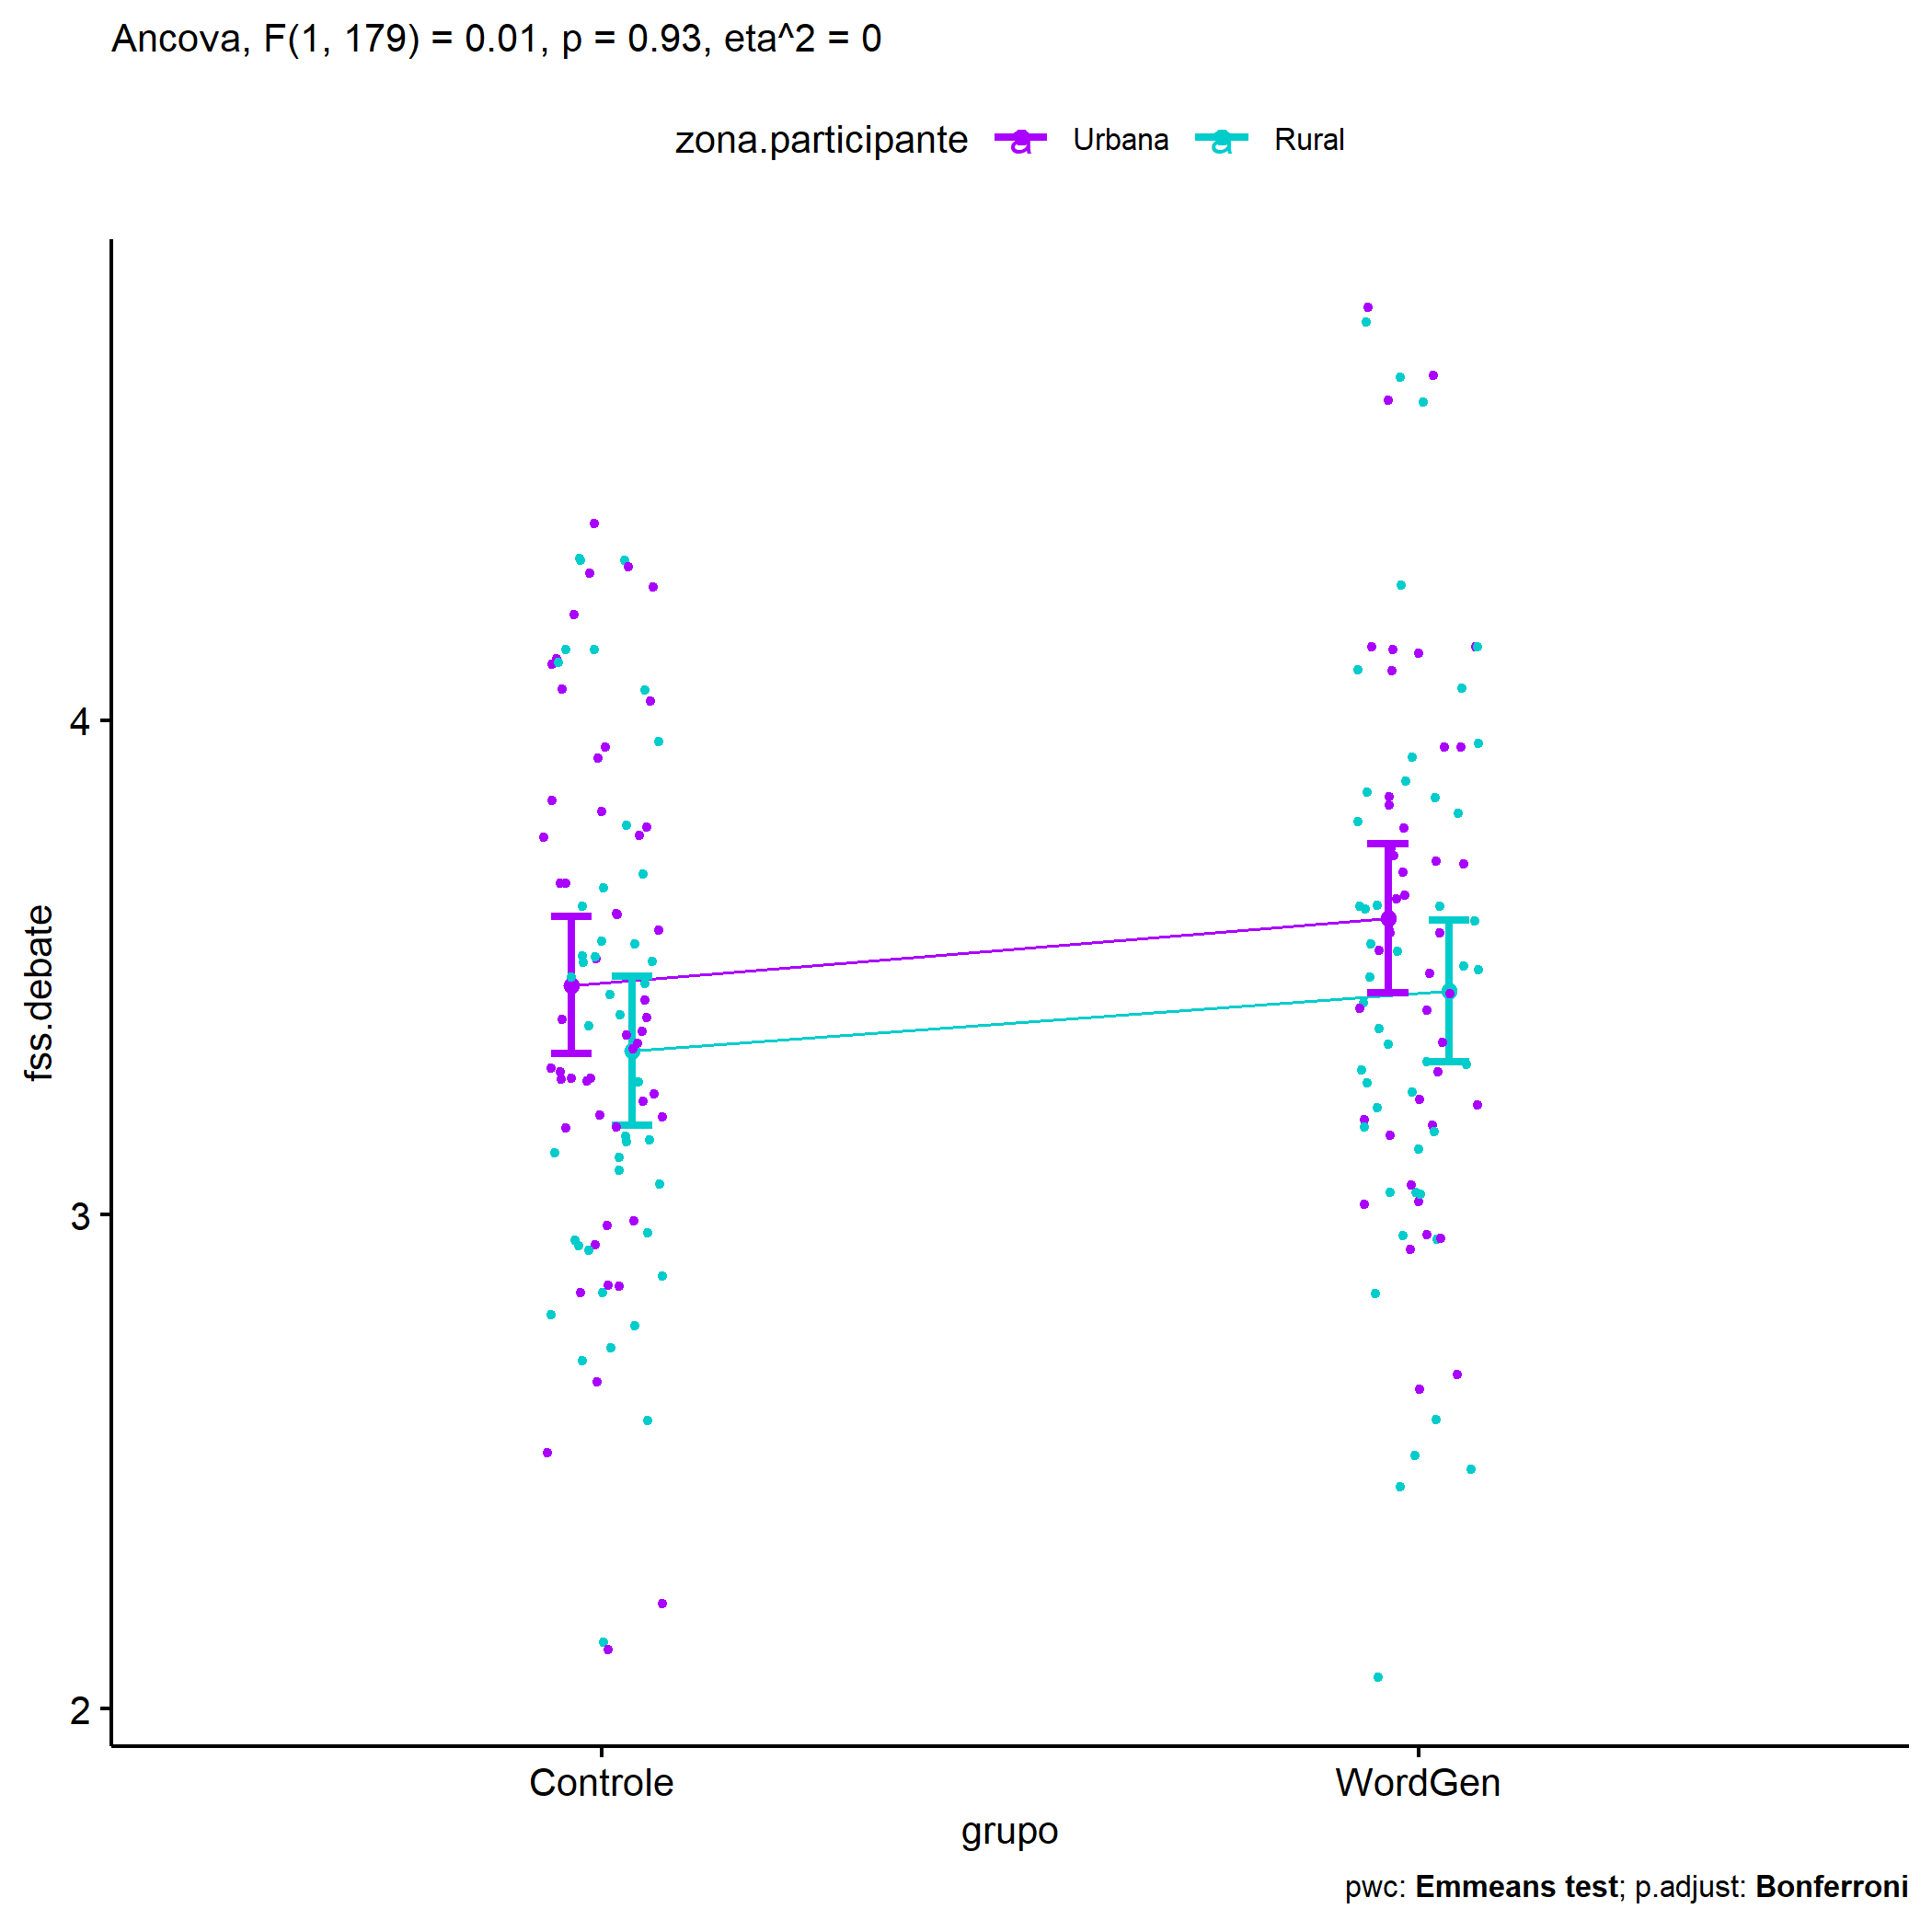 Ancova, F(1, 179) = 0.01, p = 0.93, eta^2 = 0
zona.participante a Urbana a Rural
fss.debate
4
3
2
Controle WordGen
grupo
pwc: Emmeans test; p.adjust: Bonferroni